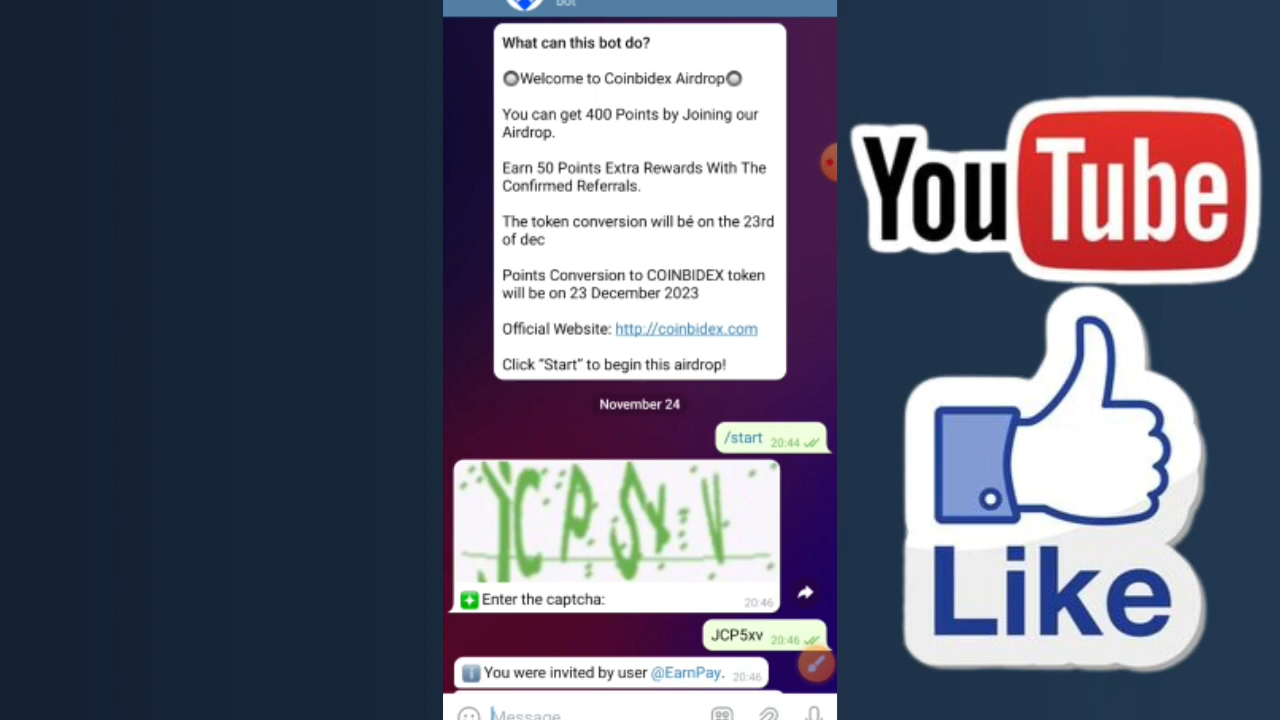 bot
What can this bot do?
🔘Welcome to Coinbidex Airdrop🔘
You can get 400 Points by Joining our
Airdrop.
Earn 50 Points Extra Rewards With The
Confirmed Referrals.
The token conversion will bé on the 23rd
of dec
Points Conversion to COINBIDEX token
will be on 23 December 2023
Official Website: http://coinbidex.com
Click “Start” to begin this airdrop!
November 24
/start 20:44
Enter the captcha: 20:46
JCP5xv 20:46
You were invited by user @EarnPay. 20:46
Message
YouTube
Like